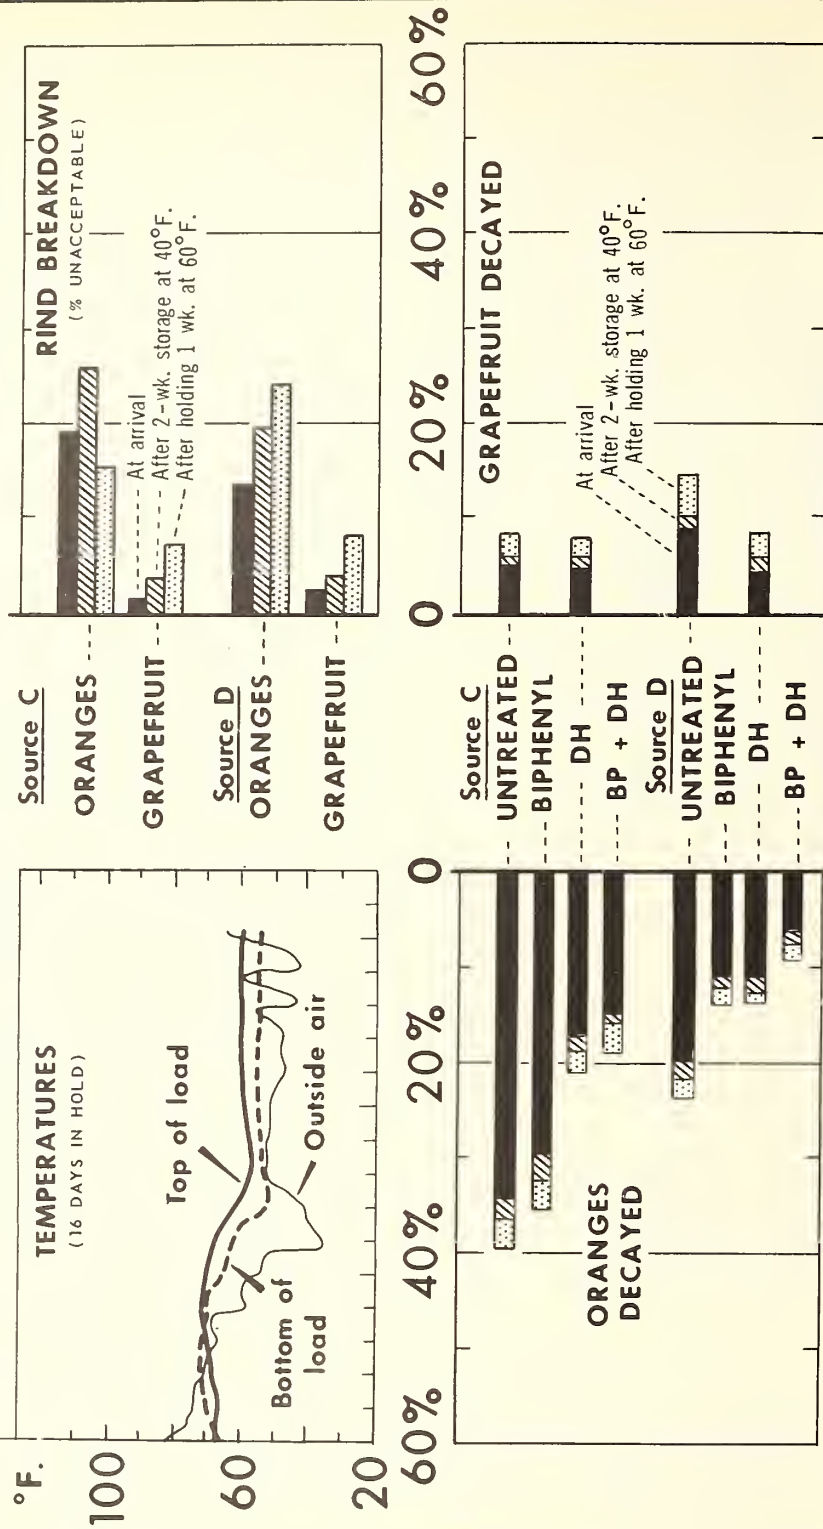 TEMPERATURES
(16 DAYS IN HOLD)
°F.
100
60
20
Top of load
Outside air
Bottom of
load
RIND BREAKDOWN
(% UNACCEPTABLE)
Source C
ORANGES
GRAPEFRUIT
Source D
ORANGES
GRAPEFRUIT
At arrival
After 2-wk. storage at 40°F.
After holding 1 wk. at 60°F.
60% 40% 20% 0
0 20% 40% 60%
ORANGES
DECAYED
Source C
UNTREATED
BIPHENYL
DH
BP + DH
Source D
UNTREATED
BIPHENYL
DH
BP + DH
GRAPEFRUIT DECAYED
At arrival
After 2-wk. storage at 40°F.
After holding 1 wk. at 60°F.